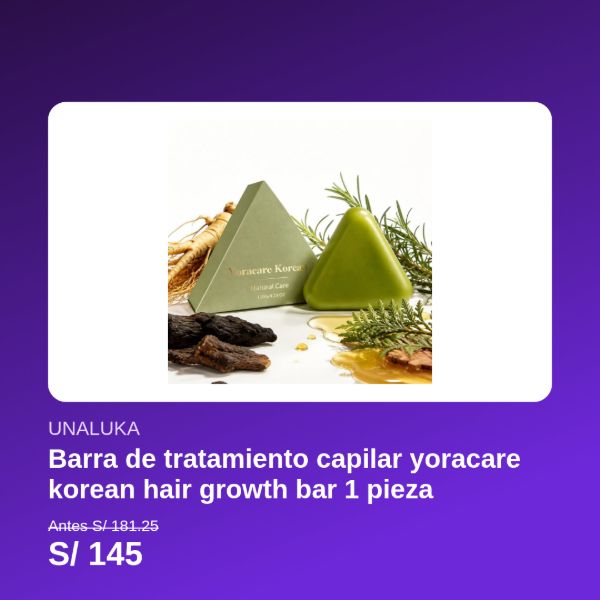 Yoracare Korean
Natural Care
UNALUKA
Barra de tratamiento capilar yoracare
korean hair growth bar 1 pieza
Antes S/ 181.25
S/ 145